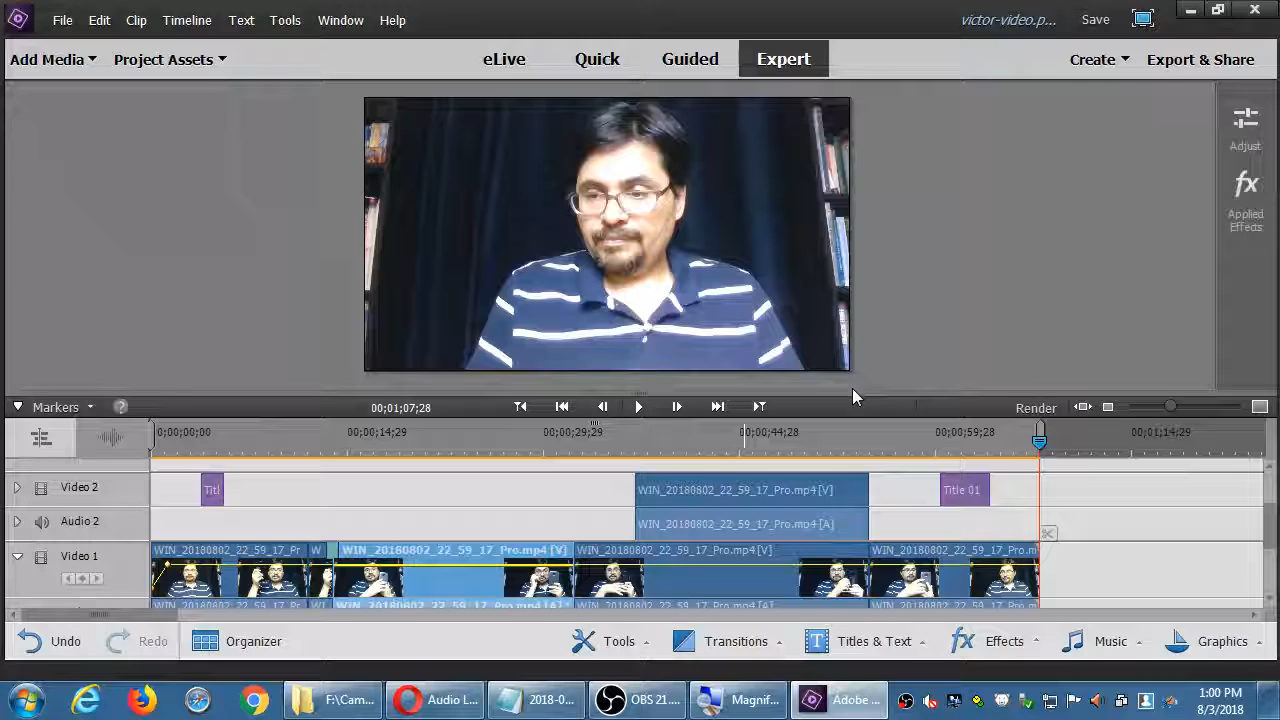 File Edit Clip Timeline Text Tools Window Help victor-video.p... Save
Add Media Project Assets eLive Quick Guided Expert Create Export & Share
Adjust
fx
Applied
Effects
Markers ? 00;01;07;28 Render
0;00;00;00 00;00;14;29 00;00;29;29 00;00;44;28 00;00;59;28 00;01;14;29
Video 2 Titl WIN_20180802_22_59_17_Pro.mp4 [V] Title 01
Audio 2 WIN_20180802_22_59_17_Pro.mp4 [A]
Video 1 WIN_20180802_22_59_17_Pr W WIN_20180802_22_59_17_Pro.mp4 [V] WIN_20180802_22_59_17_Pro.mp4 [V] WIN_20180802_22_59_17_Pro.m
Undo Redo Organizer Tools Transitions T Titles & Text fx Effects Music Graphics
F:\Cam... Audio L... 2018-0... OBS 21.... Magnif... Adobe ... 1:00 PM
8/3/2018